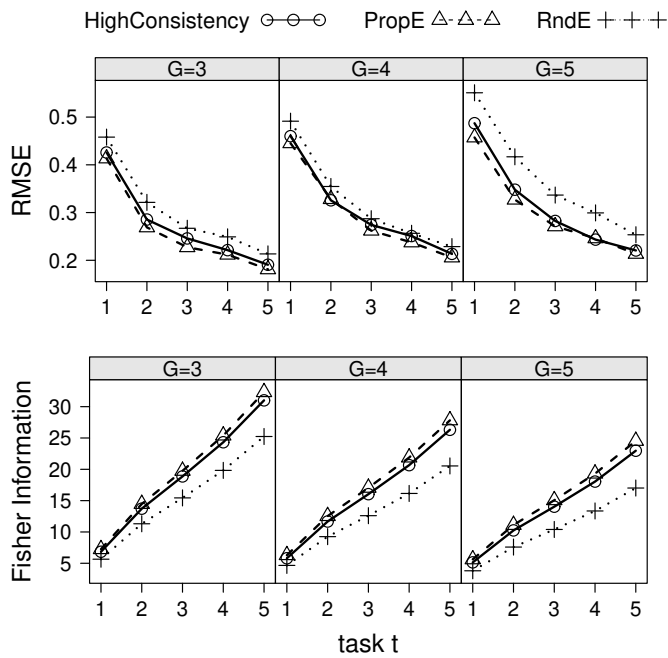 HighConsistency PropE RndE
G=3 G=4 G=5
RMSE
0.5
0.4
0.3
0.2
1 2 3 4 5 1 2 3 4 5 1 2 3 4 5
G=3 G=4 G=5
Fisher Information
30
25
20
15
10
5
1 2 3 4 5 1 2 3 4 5 1 2 3 4 5
task t